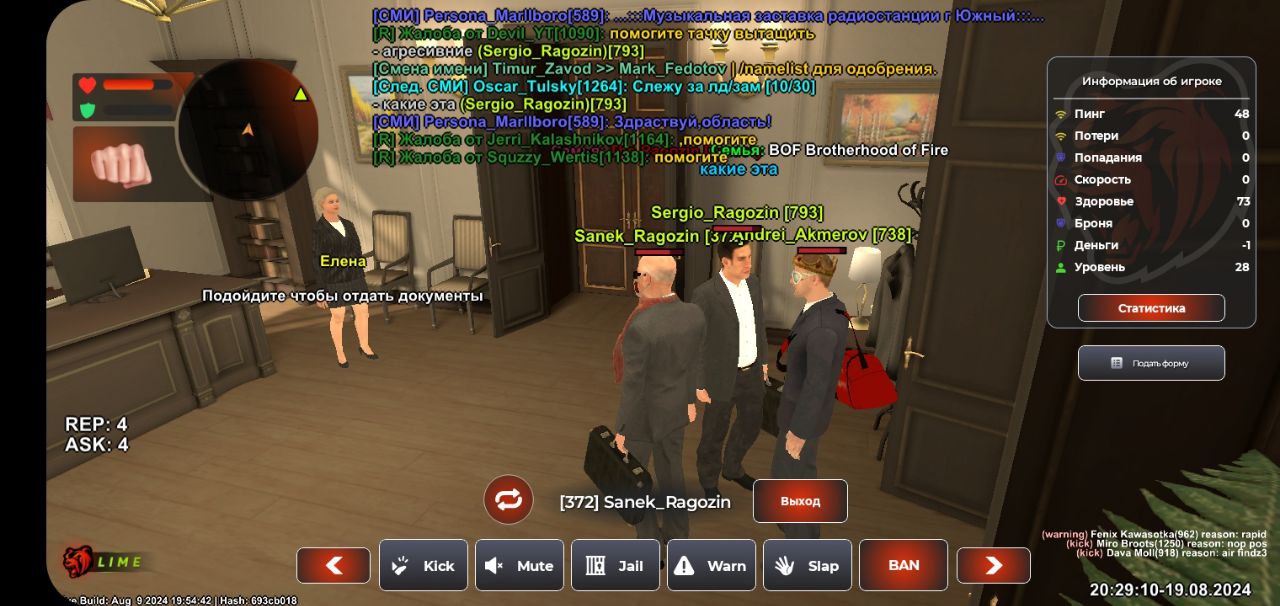 [СМИ] Persona_Marllboro[589]: ...:::Музыкальная заставка радиостанции г Южный:::...
[R] Жалоба от Devil_YT[1090]: помогите тачку вытащить
- агресивние (Sergio_Ragozin)[793]
[Смена имени] Timur_Zavod >> Mark_Fedotov | /namelist для одобрения.
[След. СМИ] Oscar_Tulsky[1264]: Слежу за лд/зам [10/30]
- какие эта (Sergio_Ragozin)[793]
[СМИ] Persona_Marllboro[589]: Здраствуй,область!
[R] Жалоба от Jerri_Kalashnikov[1164]: ,помогите
[R] Жалоба от Squzzy_Wertis[1138]: помогите
Семья: BOF Brotherhood of Fire
какие эта
Sergio_Ragozin [793]
Sanek_Ragozin [372]
Andrei_Akmerov [738]
Елена
Подойдите чтобы отдать документы
Информация об игроке
Пинг 48
Потери 0
Попадания 0
Скорость 0
Здоровье 73
Броня 0
Деньги -1
Уровень 28
Статистика
Подать форму
REP: 4
ASK: 4
[372] Sanek_Ragozin
Выход
LIME
Kick
Mute
Jail
Warn
Slap
BAN
(warning) Fenix Kawasotka(962) reason: rapid
(kick) Miro Broots(1250) reason: nop pos
(kick) Dava Moll(918) reason: air findz3
20:29:10-19.08.2024
Build: Aug 9 2024 19:54:42 | Hash: 693cb018